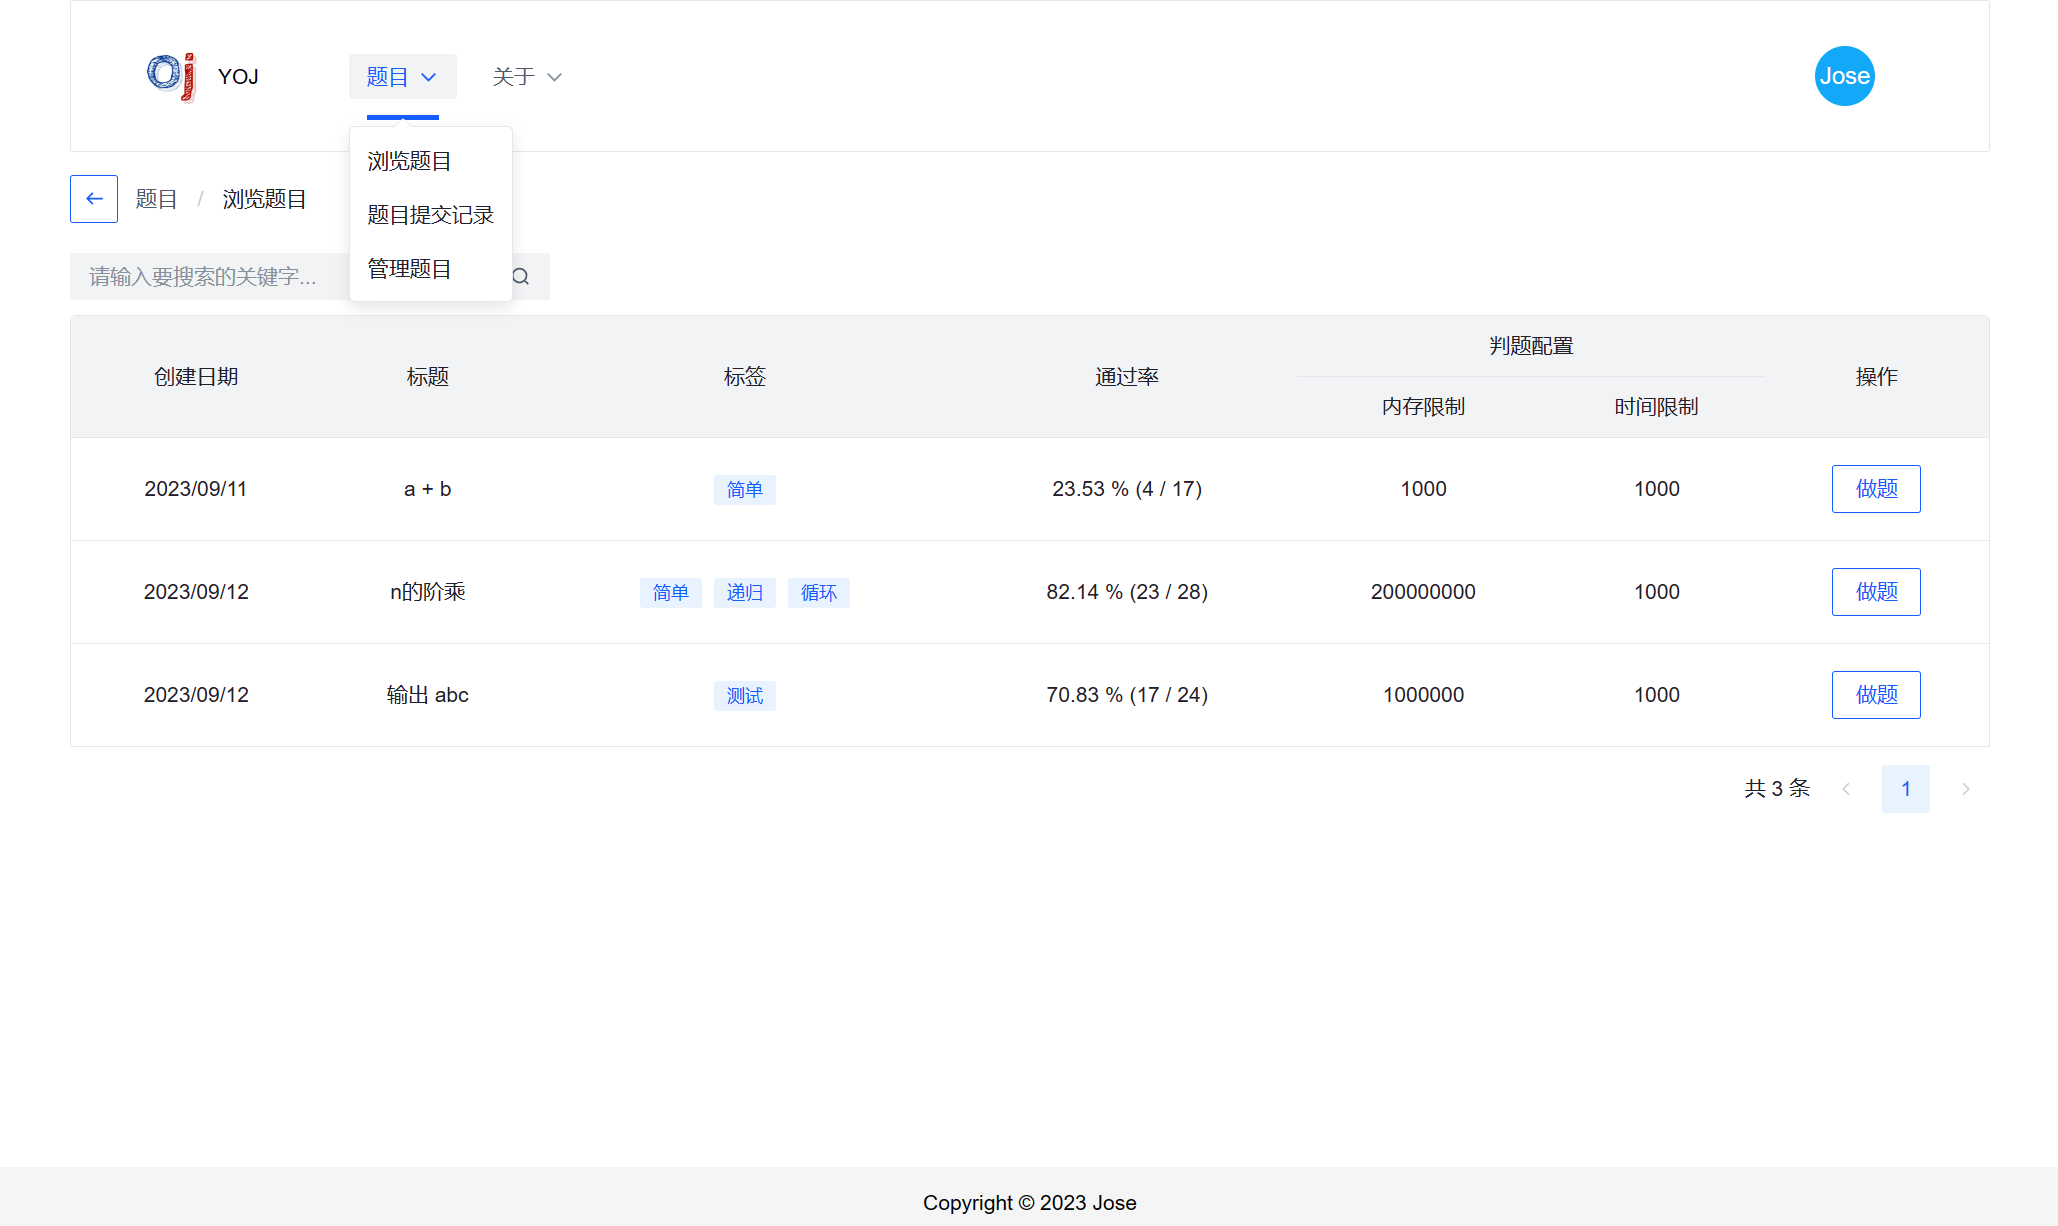 Oj YOJ 题目 关于 Jose
浏览题目
题目提交记录
管理题目
题目 / 浏览题目
请输入要搜索的关键字...
创建日期 标题 标签 通过率 判题配置 操作
内存限制 时间限制
2023/09/11 a + b 简单 23.53 % (4 / 17) 1000 1000 做题
2023/09/12 n的阶乘 简单 递归 循环 82.14 % (23 / 28) 200000000 1000 做题
2023/09/12 输出 abc 测试 70.83 % (17 / 24) 1000000 1000 做题
共 3 条 1
Copyright © 2023 Jose